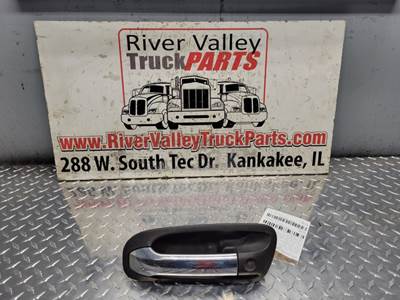 River Valley
TruckPARTS
www.RiverValleyTruckParts.com
288 W. South Tec Dr. Kankakee, IL